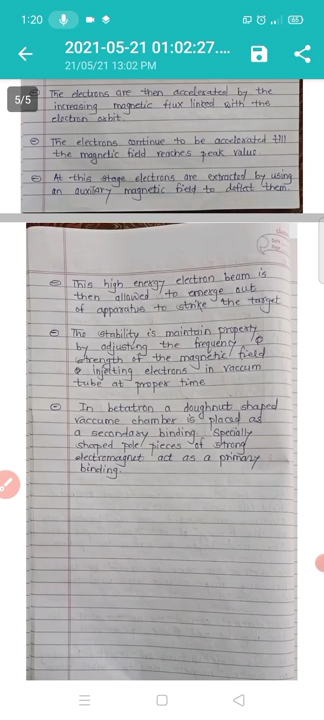 1:20
65
2021-05-21 01:02:27....
21/05/21 13:02 PM
5/5
The electrons are then accelerated by the
increasing magnetic flux linked with the
electron orbit.
The electrons continue to be accelerated till
the magnetic field reaches peak value.
At this stage electrons are extracted by using
an auxilary magnetic field to deflect them.
Date
Page
This high energy electron beam is
then allowed to emerge out
of apparatus to strike the target
The stability is maintain property
by adjusting the frequency &
strength of the magnetic field
& injelting electrons in vaccum
tube at proper time
In betatron a doughnut shaped
vaccume chamber is placed as
a secondary binding. Specially
shaped pole pieces of strong
electromagnet act as a primary
binding.